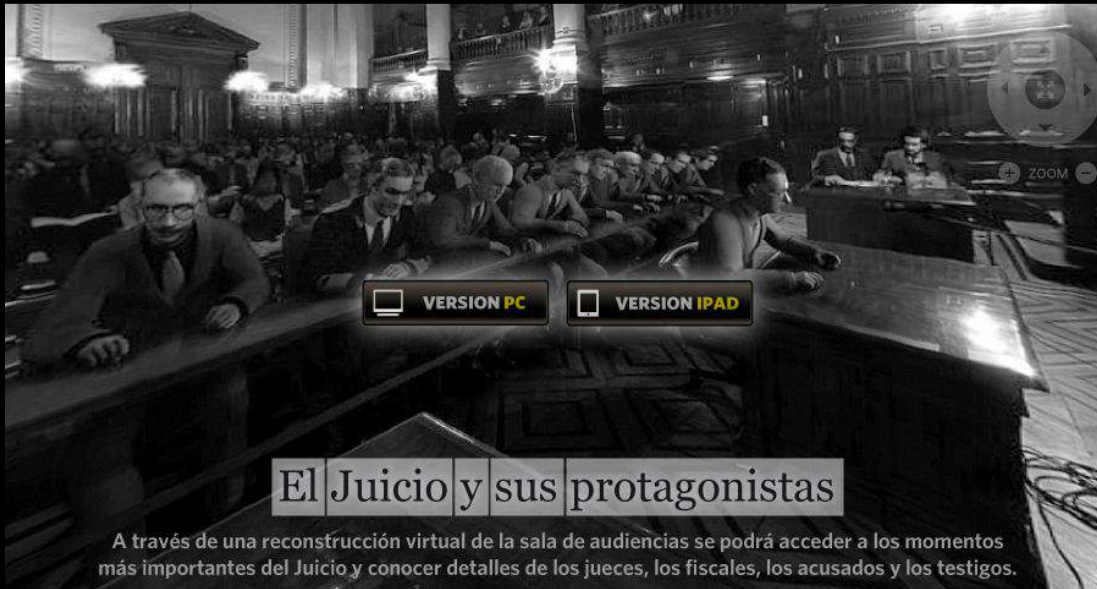 ZOOM
VERSION PC
VERSION IPAD
El Juicio y sus protagonistas
A través de una reconstrucción virtual de la sala de audiencias se podrá acceder a los momentos
más importantes del Juicio y conocer detalles de los jueces, los fiscales, los acusados y los testigos.